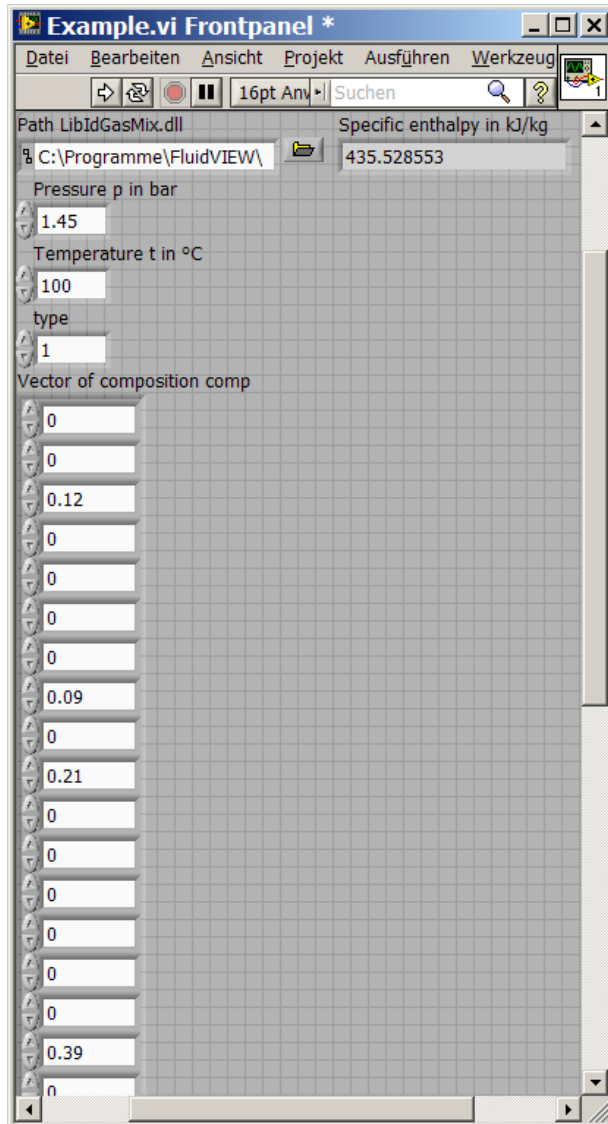 Example.vi Frontpanel *
Datei Bearbeiten Ansicht Projekt Ausführen Werkzeug
16pt Anw Suchen
1
Path LibIdGasMix.dll Specific enthalpy in kJ/kg
C:\Programme\FluidVIEW\ 435.528553
Pressure p in bar
1.45
Temperature t in °C
100
type
1
Vector of composition comp
0
0
0.12
0
0
0
0
0.09
0
0.21
0
0
0
0
0
0
0.39
0